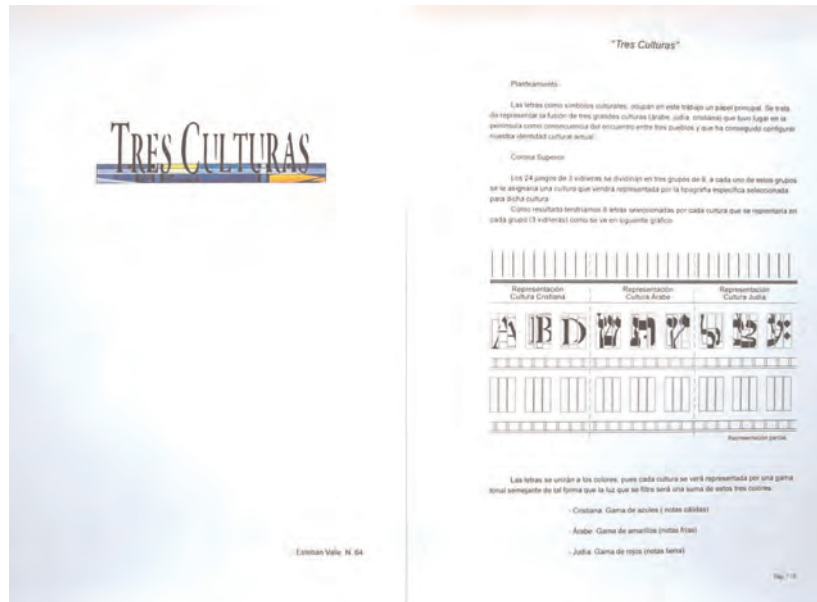 TRES CULTURAS
Esteban Valle. N. 64
"Tres Culturas"
Planteamiento
Las letras como símbolos culturales, ocupan en este trabajo un papel principal. Se trata
de representar la fusión de tres grandes culturas (árabe, judía, cristiana) que tuvo lugar en la
península como consecuencia del encuentro entre tres pueblos y que ha conseguido configurar
nuestra identidad cultural actual.
Corona Superior
Los 24 juegos de 3 vidrieras se dividirían en tres grupos de 8, a cada uno de estos grupos
se le asignaría una cultura que vendrá representada por la tipografía específica seleccionada
para dicha cultura
Como resultado tendríamos 8 letras seleccionadas por cada cultura que se repartiría en
cada grupo (3 vidrieras) como se ve en siguiente gráfico
Representación Representación Representación
Cultura Cristiana Cultura Árabe Cultura Judía
A B D
Representación parcial
Las letras se unirán a los colores, pues cada cultura se verá representada por una gama
tonal semejante de tal forma que la luz que se filtra será una suma de estos tres colores.
- Cristiana. Gama de azules ( notas cálidas)
- Árabe. Gama de amarillos (notas frías)
- Judía. Gama de rojos (notas tierra)